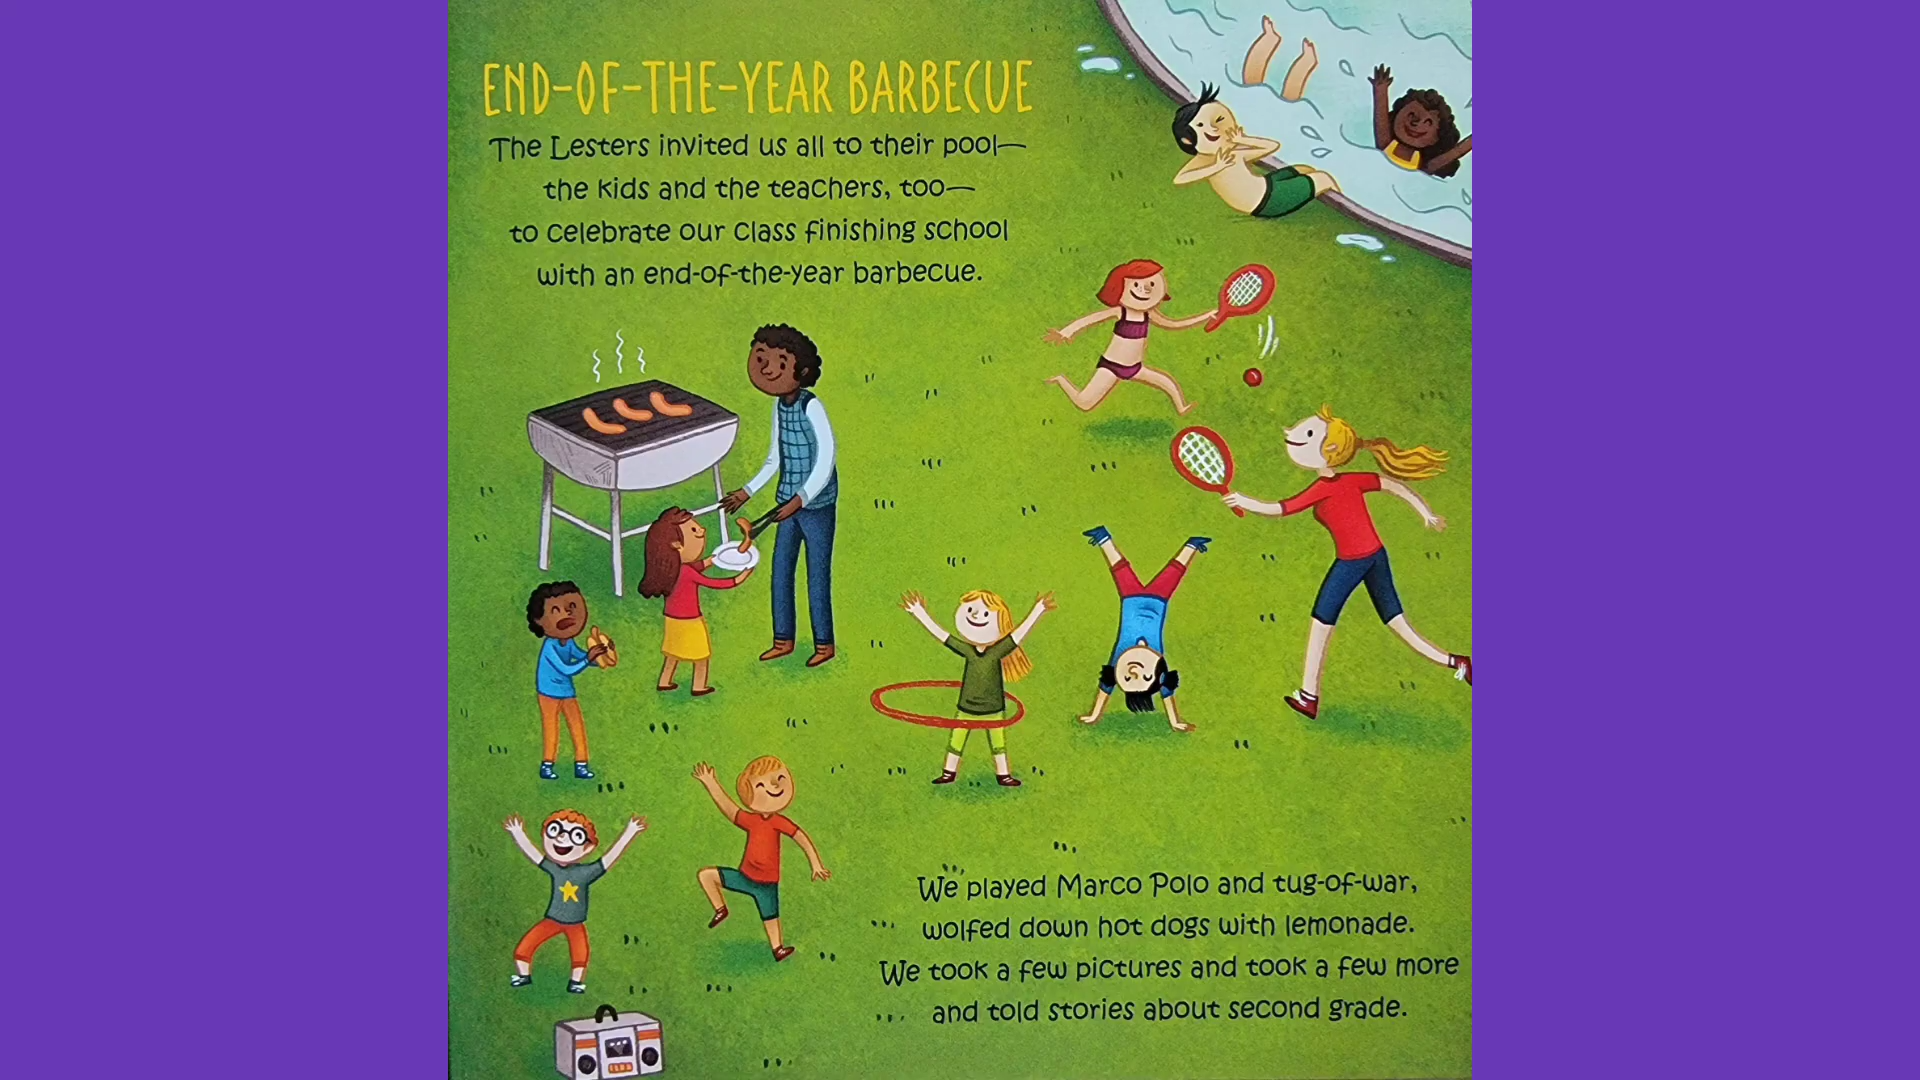 END-OF-THE-YEAR BARBECUE
The Lesters invited us all to their pool—
the kids and the teachers, too—
to celebrate our class finishing school
with an end-of-the-year barbecue.
We played Marco Polo and tug-of-war,
wolfed down hot dogs with lemonade.
We took a few pictures and took a few more
and told stories about second grade.